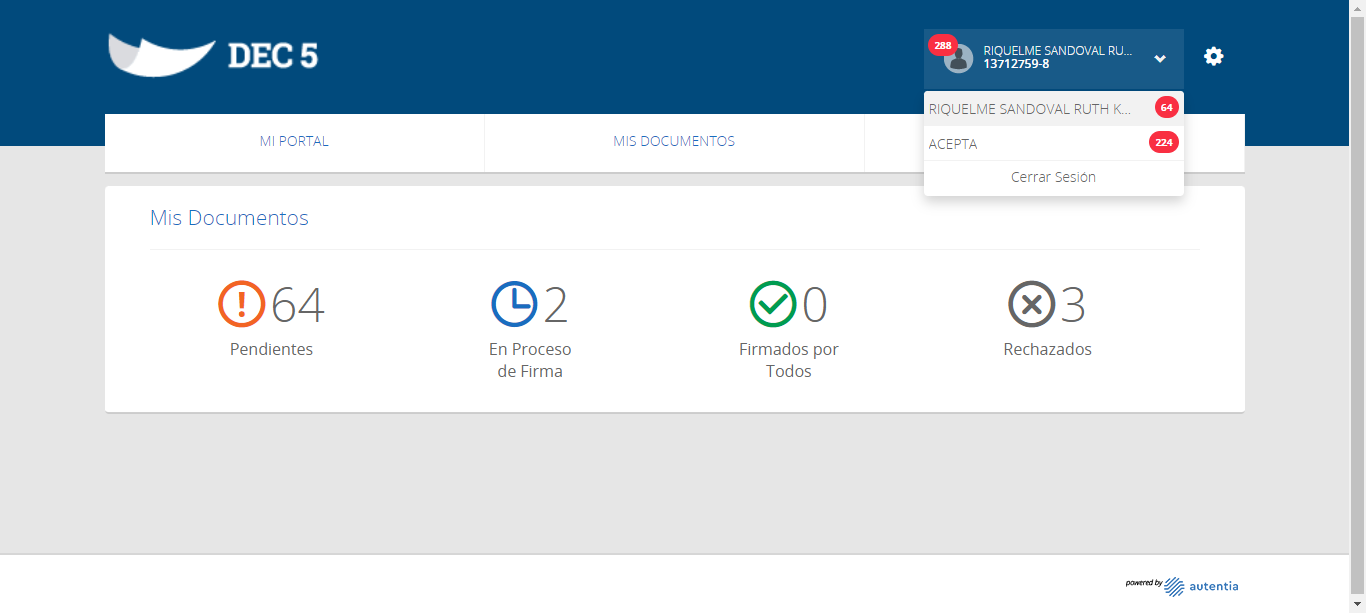 DEC 5
288
RIQUELME SANDOVAL RU...
13712759-8
RIQUELME SANDOVAL RUTH K...
64
ACEPTA
224
Cerrar Sesión
MI PORTAL
MIS DOCUMENTOS
Mis Documentos
64
Pendientes
2
En Proceso
de Firma
0
Firmados por
Todos
3
Rechazados
powered by
autentia